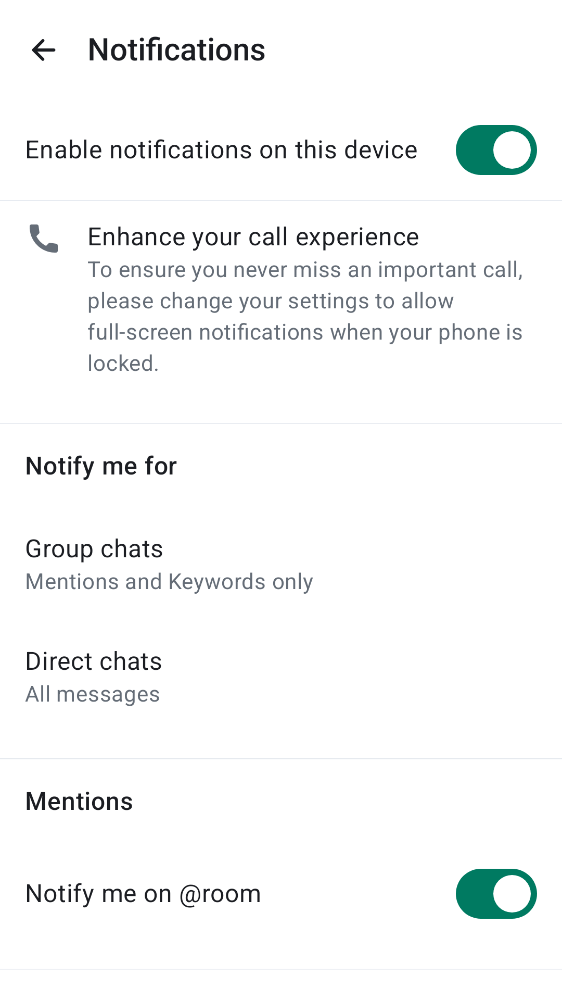 Notifications
Enable notifications on this device
Enhance your call experience
To ensure you never miss an important call,
please change your settings to allow
full-screen notifications when your phone is
locked.
Notify me for
Group chats
Mentions and Keywords only
Direct chats
All messages
Mentions
Notify me on @room